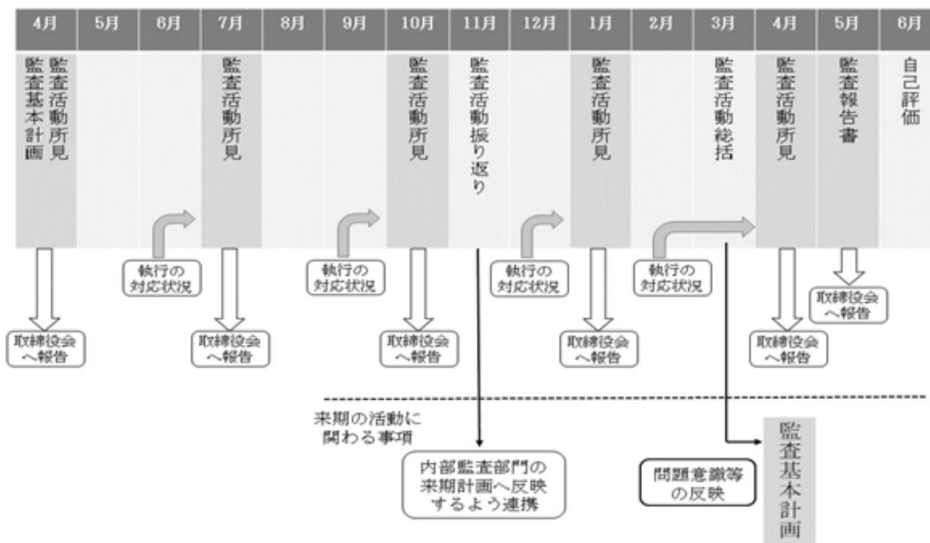 4月 5月 6月 7月 8月 9月 10月 11月 12月 1月 2月 3月 4月 5月 6月
監査活動所見
監査基本計画
監査活動所見
監査活動所見
監査活動振り返り
監査活動所見
監査活動総括
監査活動所見
監査報告書
自己評価
執行の
対応状況
執行の
対応状況
執行の
対応状況
執行の
対応状況
取締役会
へ報告
取締役会
へ報告
取締役会
へ報告
取締役会
へ報告
取締役会
へ報告
取締役会
へ報告
来期の活動に
関わる事項
内部監査部門の
来期計画へ反映
するよう連携
問題意識等
の反映
監査基本計画